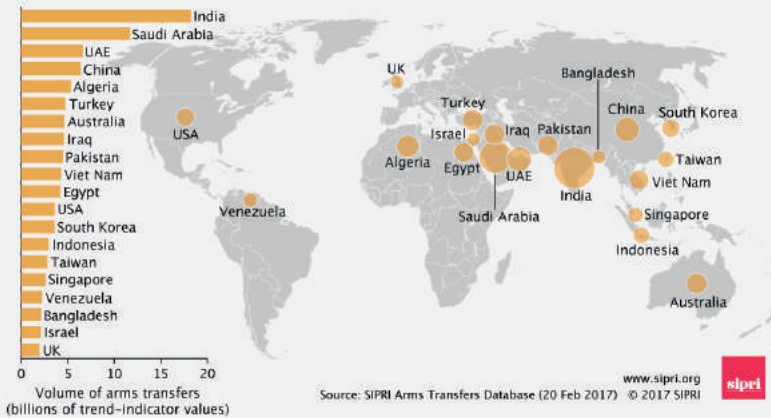 India
Saudi Arabia
UAE
China
Algeria
Turkey
Australia
Iraq
Pakistan
Viet Nam
Egypt
USA
South Korea
Indonesia
Taiwan
Singapore
Venezuela
Bangladesh
Israel
UK
0 5 10 15 20
Volume of arms transfers
(billions of trend-indicator values)
UK
Bangladesh
China
South Korea
Turkey
USA
Israel
Iraq
Pakistan
Algeria
Egypt
UAE
Taiwan
Viet Nam
India
Venezuela
Saudi Arabia
Singapore
Indonesia
Australia
www.sipri.org
Source: SIPRI Arms Transfers Database (20 Feb 2017) © 2017 SIPRI
sipri